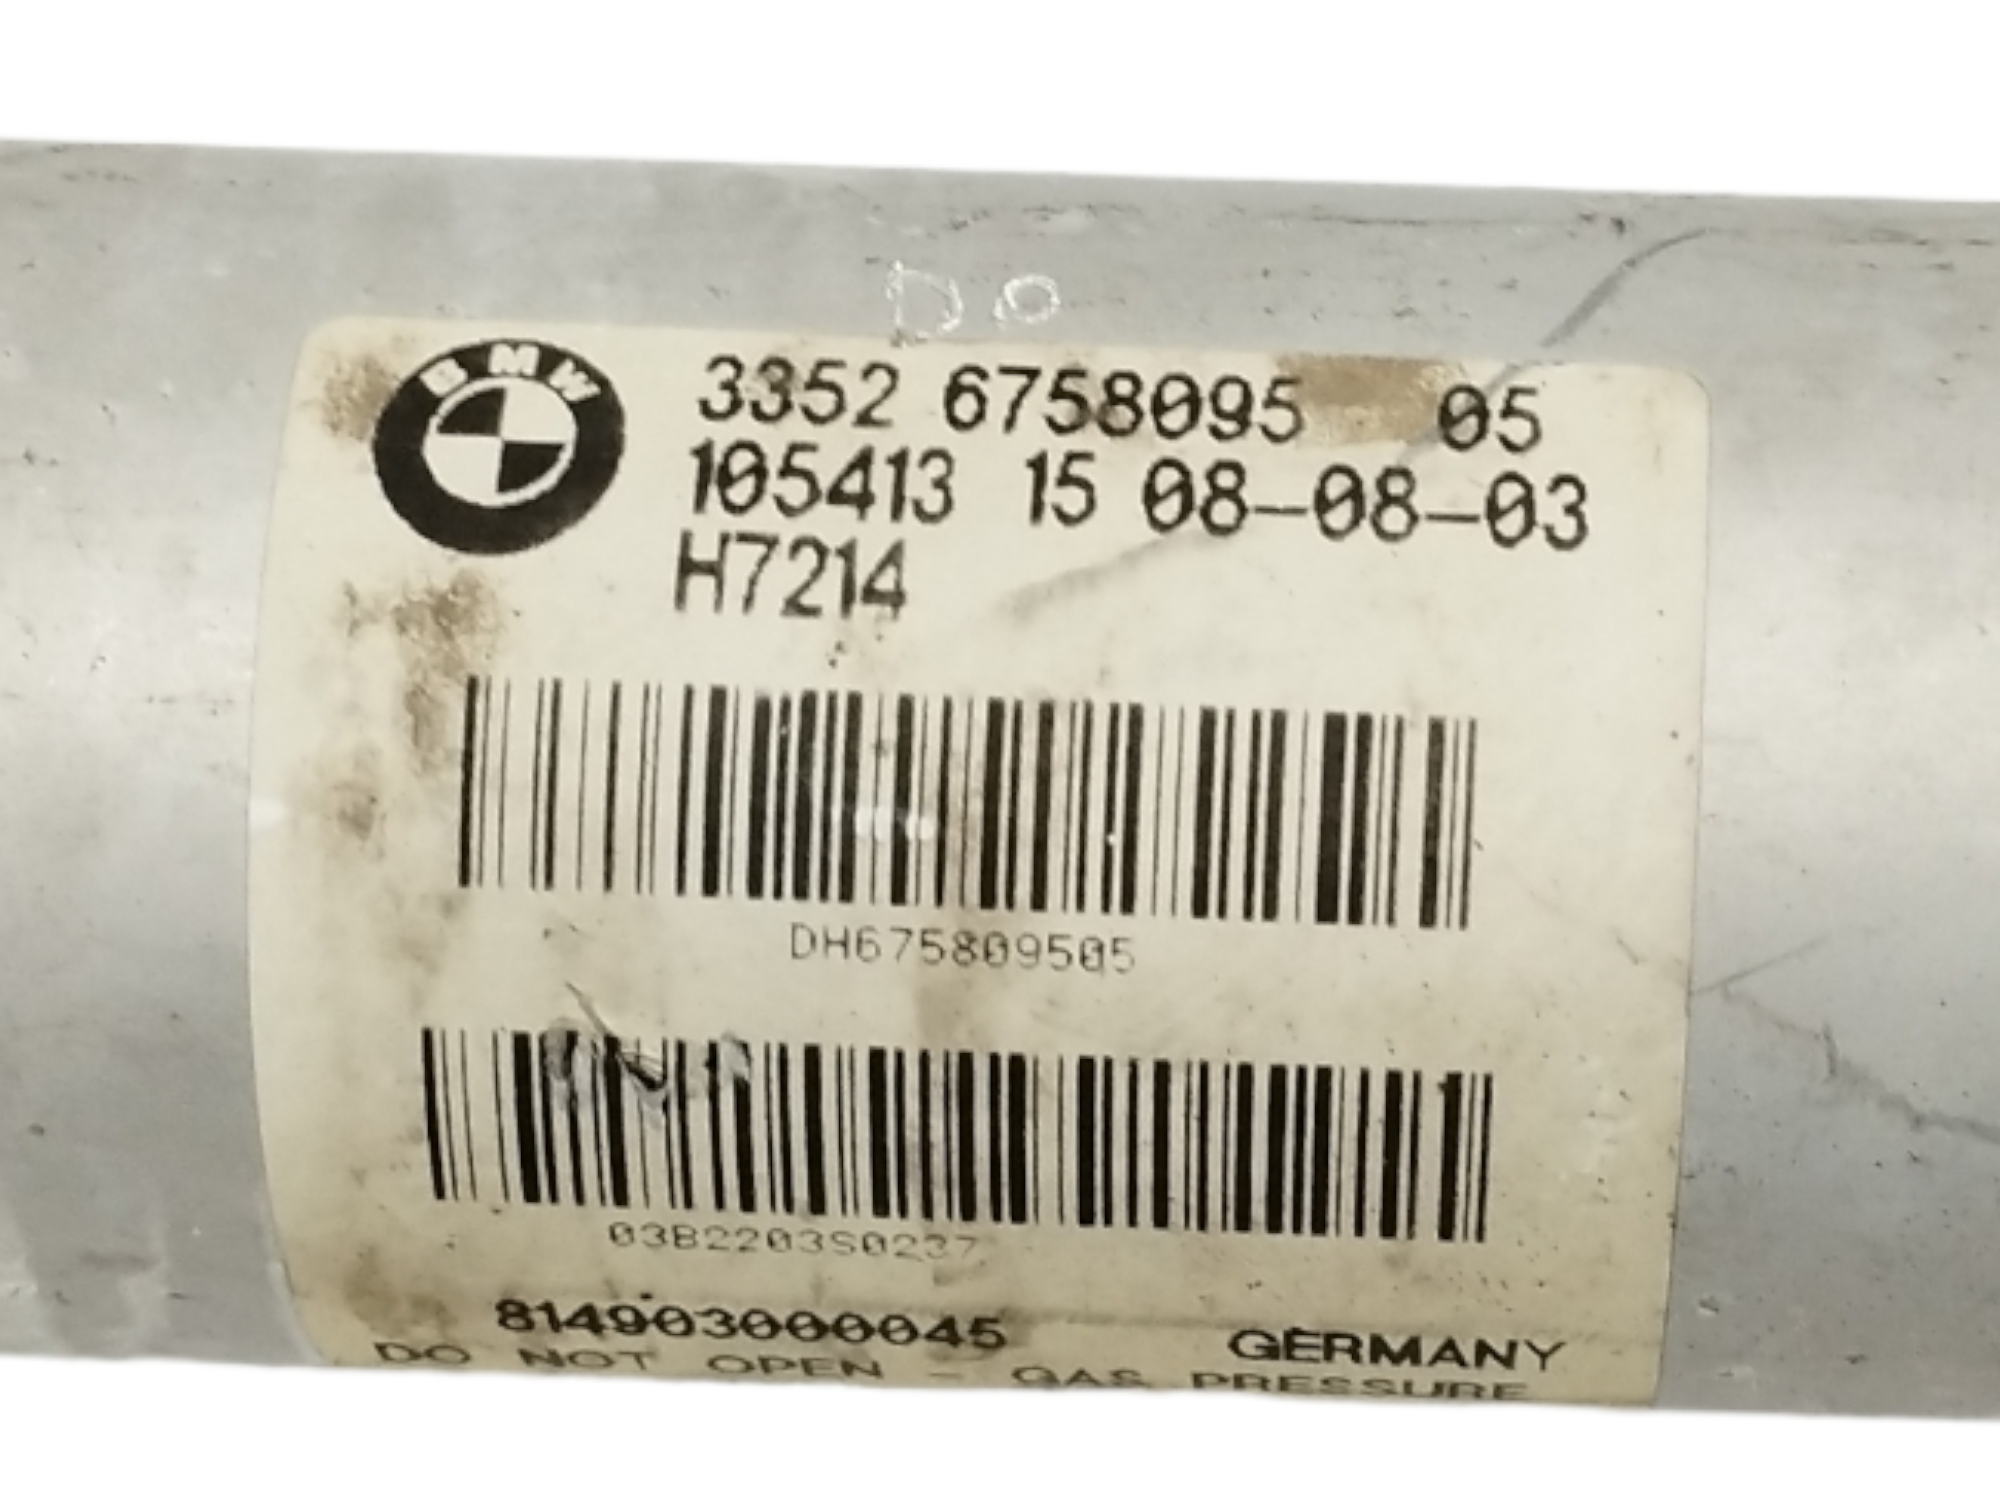 DO
BMW
3352 6758095 05
105413 15 08-08-03
H7214
DH675809505
03B2203S0237
814903000045 GERMANY
DO NOT OPEN - GAS PRESSURE